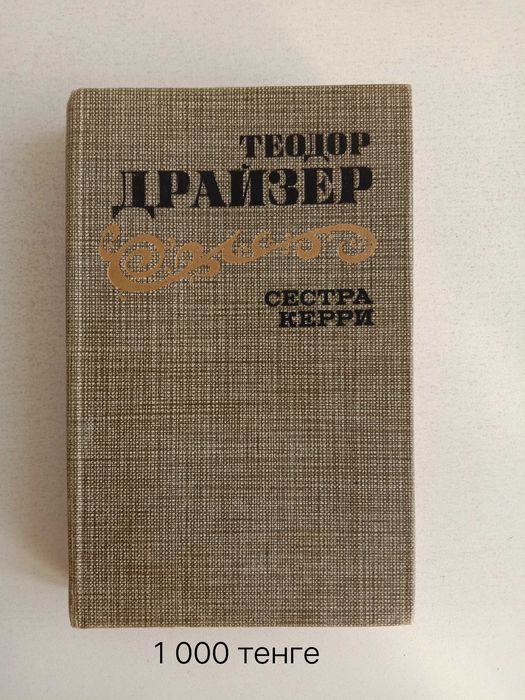 ТЕОДОР
ДРАЙЗЕР
СЕСТРА
КЕРРИ
1 000 тенге